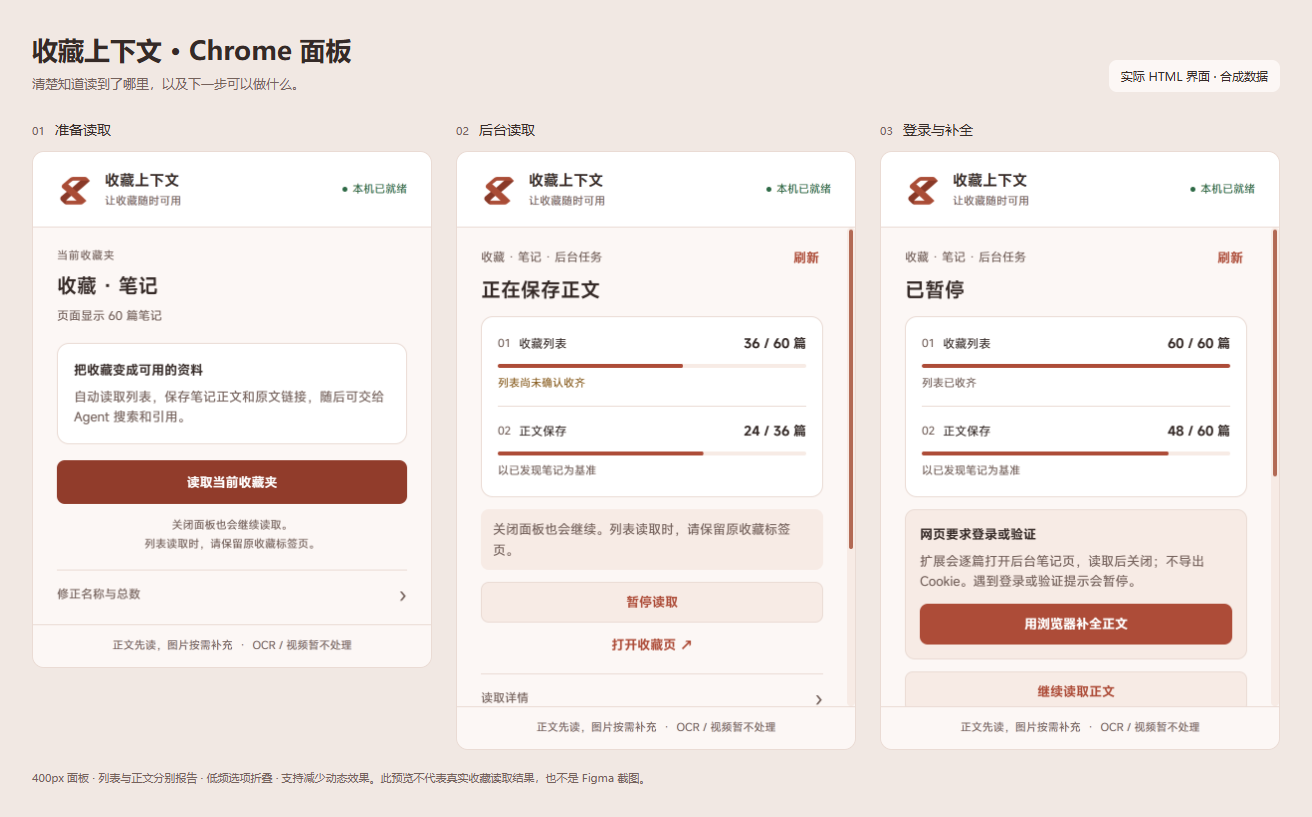 收藏上下文 · Chrome 面板
清楚知道读到了哪里，以及下一步可以做什么。
实际 HTML 界面 · 合成数据
01 准备读取
收藏上下文
让收藏随时可用
● 本机已就绪
当前收藏夹
收藏 · 笔记
页面显示 60 篇笔记
把收藏变成可用的资料
自动读取列表，保存笔记正文和原文链接，随后可交给
Agent 搜索和引用。
读取当前收藏夹
关闭面板也会继续读取。
列表读取时，请保留原收藏标签页。
修正名称与总数
正文先读，图片按需补充 · OCR / 视频暂不处理
02 后台读取
收藏上下文
让收藏随时可用
● 本机已就绪
收藏 · 笔记 · 后台任务 刷新
正在保存正文
01 收藏列表 36 / 60 篇
列表尚未确认收齐
02 正文保存 24 / 36 篇
以已发现笔记为基准
关闭面板也会继续。列表读取时，请保留原收藏标签
页。
暂停读取
打开收藏页 ↗
读取详情
正文先读，图片按需补充 · OCR / 视频暂不处理
03 登录与补全
收藏上下文
让收藏随时可用
● 本机已就绪
收藏 · 笔记 · 后台任务 刷新
已暂停
01 收藏列表 60 / 60 篇
列表已收齐
02 正文保存 48 / 60 篇
以已发现笔记为基准
网页要求登录或验证
扩展会逐篇打开后台笔记页，读取后关闭；不导出
Cookie。遇到登录或验证提示会暂停。
用浏览器补全正文
继续读取正文
正文先读，图片按需补充 · OCR / 视频暂不处理
400px 面板 · 列表与正文分别报告 · 低频选项折叠 · 支持减少动态效果。此预览不代表真实收藏读取结果，也不是 Figma 截图。